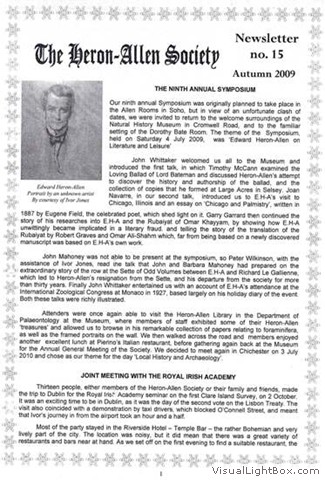 The Heron-Allen Society
Newsletter
no. 15
Autumn 2009
THE NINTH ANNUAL SYMPOSIUM
Our ninth annual Symposium was originally planned to take place in
the Allen Rooms in Soho, but in view of an unfortunate clash of
dates, we were invited to return to the welcome surroundings of the
Natural History Museum in Cromwell Road, and to the familiar
setting of the Dorothy Bate Room. The theme of the Symposium,
held on Saturday 4 July 2009, was 'Edward Heron-Allen on
Literature and Leisure'
Edward Heron-Allen
Portrait by an unknown artist
By courtesy of Ivor Jones
John Whittaker welcomed us all to the Museum and
introduced the first talk, in which Timothy McCann examined the
Loving Ballad of Lord Bateman and discussed Heron-Allen's attempt
to discover the history and authorship of the ballad, and the
collection of copies that he formed at Large Acres in Selsey. Joan
Navarre, in our second talk, introduced us to E.H-A's visit to
Chicago, Illinois and an essay on 'Chicago and Palmistry', written in
1887 by Eugene Field, the celebrated poet, which shed light on it. Garry Garrard then continued the
story of his researches into E.H-A and the Rubaiyat of Omar Khayyam, by showing how E.H-A
unwittingly became implicated in a literary fraud. and telling the story of the translation of the
Rubaiyat by Robert Graves and Omar Ali-Shahm which, far from being based on a newly discovered
manuscript was based on E.H-A's own work.
John Mahoney was not able to be present at the symposium, so Peter Wilkinson, with the
assistance of Ivor Jones, read the talk that John and Barbara Mahoney had prepared on the
extraordinary story of the row at the Sette of Odd Volumes between E.H-A and Richard Le Gallienne,
which led to Heron-Allen's resignation from the Sette, and his departure from the society for more
than thirty years. Finally John Whittaker entertained us with an account of E.H-A's attendance at the
International Zoological Congress at Monaco in 1927, based largely on his holiday diary of the event.
Both these talks were richly illustrated.
Attenders were once again able to visit the Heron-Allen Library in the Department of
Palaeontology at the Museum, where members of staff exhibited some of their Heron-Allen
'treasures' and allowed us to browse in his remarkable collection of papers relating to foraminifera,
as well as the framed portraits on the wall. We then walked across the road and members enjoyed
another excellent lunch at Pierino's Italian restaurant, before gathering again back at the Museum
for the Annual General Meeting of the Society. We decided to meet again in Chichester on 3 July
2010 and chose as our theme for the day 'Local History and Archaeology'.
JOINT MEETING WITH THE ROYAL IRISH ACADEMY
Thirteen people, either members of the Heron-Allen Society or their family and friends, made
the trip to Dublin for the Royal Iris? Academy seminar on the first Clare Island Survey, on 2 October.
It was an exciting time to be in Dublin, as it was the day of the second vote on the Lisbon Treaty. The
visit also coincided with a demonstration by taxi drivers, which blocked O'Connell Street, and meant
that Ivor's journey in from the airport took an hour and a half.
Most of the party stayed in the Riverside Hotel – Temple Bar – the rather Bohemian and very
lively part of the city. The location was noisy, but it did mean that there was a great variety of
restaurants and bars near at hand. As we set off on the first evening to find a suitable restaurant, the
1
VisualLightBox.com